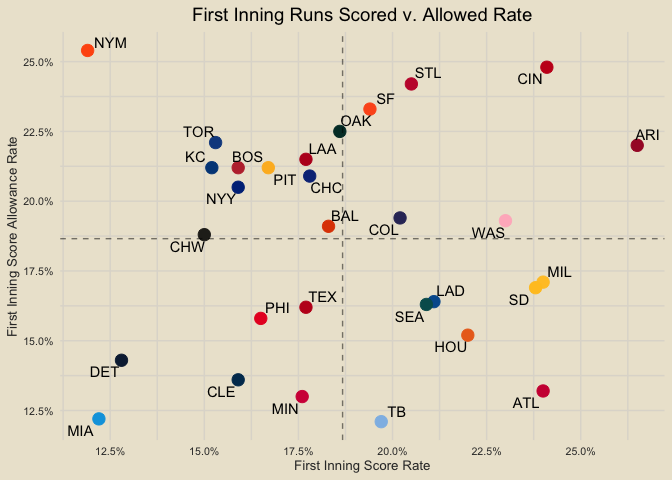 First Inning Runs Scored v. Allowed Rate
NYM
25.0%
STL
CIN
SF
22.5%
TOR
OAK
ARI
KC
BOS
LAA
PIT
CHC
NYY
20.0%
BAL
COL
WAS
CHW
17.5%
MIL
LAD
SD
TEX
PHI
SEA
15.0%
HOU
DET
CLE
MIN
ATL
12.5%
TB
MIA
12.5%
15.0%
17.5%
20.0%
22.5%
25.0%
First Inning Score Rate
First Inning Score Allowance Rate